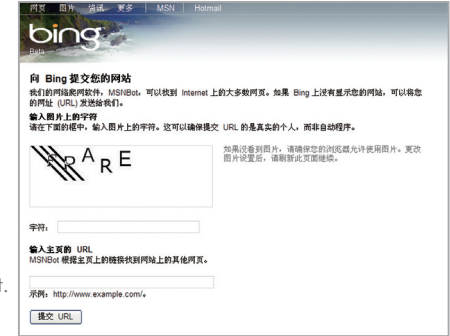 网页 图片 资讯 更多 | MSN | Hotmail
bing
Beta
向 Bing 提交您的网站
我们的网络爬网软件，MSNBot，可以找到 Internet 上的大多数网页。如果 Bing 上没有显示您的网站，可以将您
的网址 (URL) 发送给我们。
输入图片上的字符
请在下面的框中，输入图片上的字符。这可以确保提交 URL 的是真实的个人，而非自动程序。
如果没看到图片，请确保您的浏览器允许使用图片。更改
图片设置后，请刷新此页面继续。
字符：
输入主页的 URL
MSNBot 根据主页上的链接找到网站上的其他网页。
示例：http://www.example.com/。
提交 URL